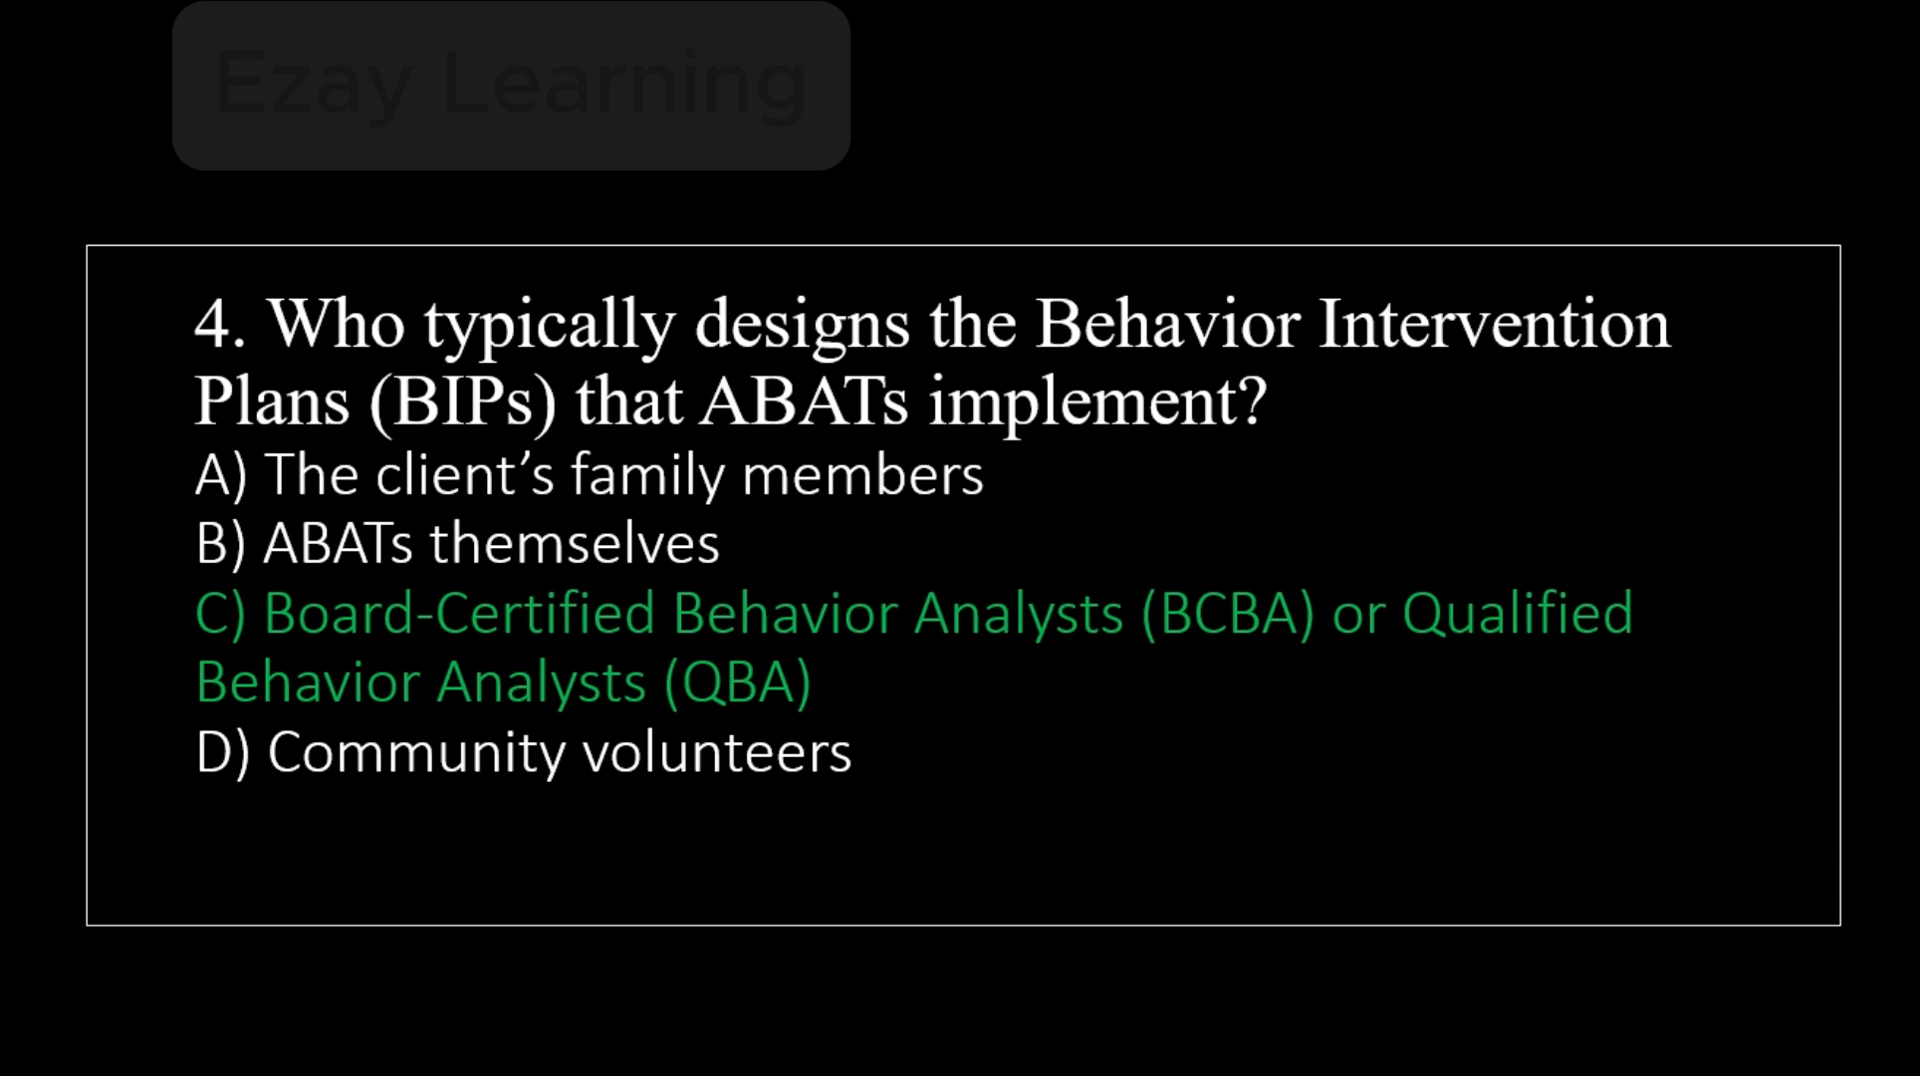 Ezay Learning
4. Who typically designs the Behavior Intervention
Plans (BIPs) that ABATs implement?
A) The client’s family members
B) ABATs themselves
C) Board-Certified Behavior Analysts (BCBA) or Qualified
Behavior Analysts (QBA)
D) Community volunteers